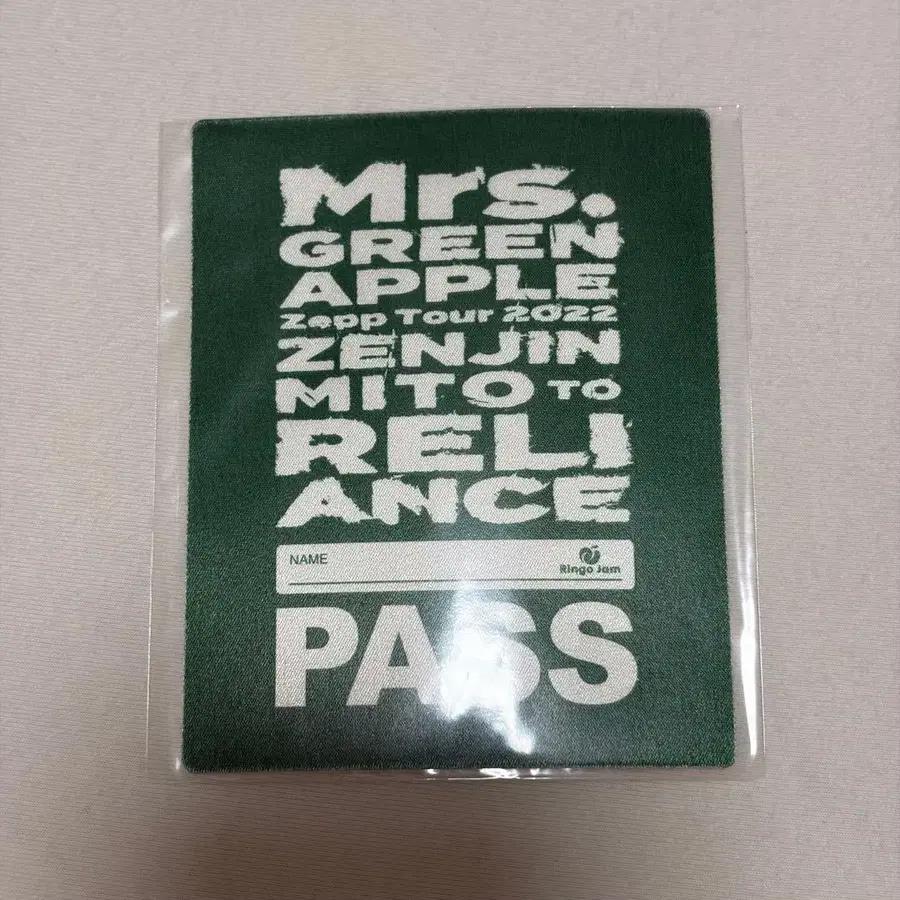 Mrs.
GREEN
APPLE
Zepp Tour 2022
ZENJIN
MITO TO
RELI
ANCE
NAME
Ringo Jam
PASS